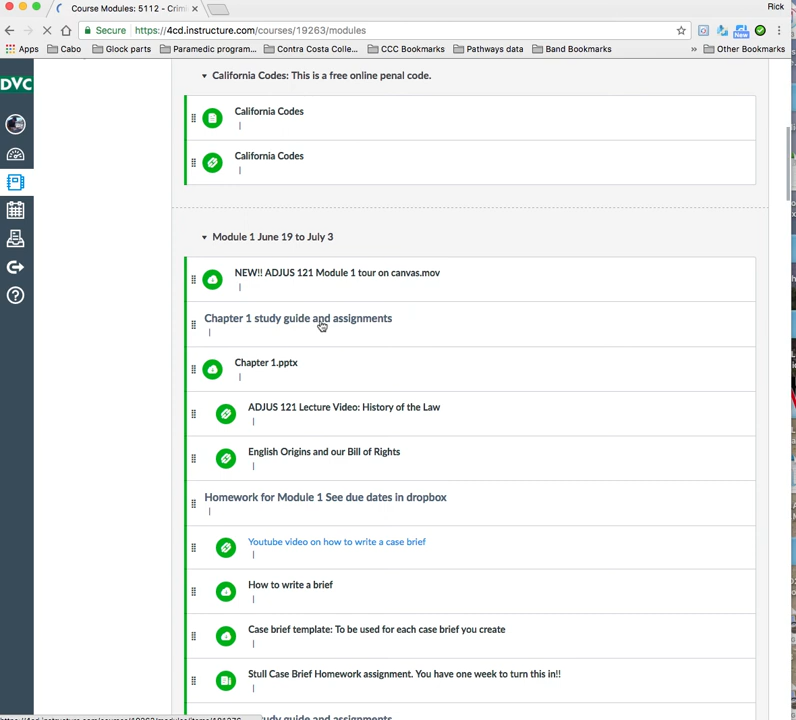 Course Modules: 5112 - Crim
Rick
Secure https://4cd.instructure.com/courses/19263/modules
New
Apps Cabo Glock parts Paramedic program... Contra Costa Colle... CCC Bookmarks Pathways data Band Bookmarks » Other Bookmarks
DVC
California Codes: This is a free online penal code.
California Codes
California Codes
Module 1 June 19 to July 3
NEW!! ADJUS 121 Module 1 tour on canvas.mov
Chapter 1 study guide and assignments
Chapter 1.pptx
ADJUS 121 Lecture Video: History of the Law
English Origins and our Bill of Rights
Homework for Module 1 See due dates in dropbox
Youtube video on how to write a case brief
How to write a brief
Case brief template: To be used for each case brief you create
Stull Case Brief Homework assignment. You have one week to turn this in!!
study guide and assignments